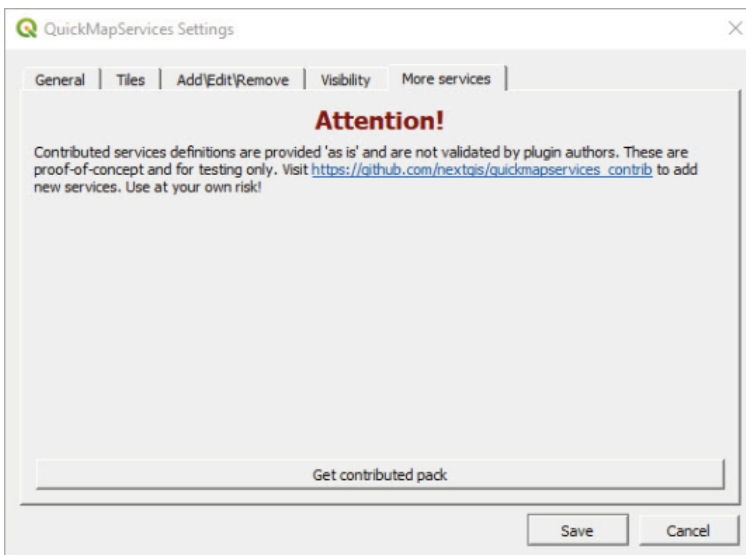 QuickMapServices Settings
General Tiles Add\Edit\Remove Visibility More services
Attention!
Contributed services definitions are provided 'as is' and are not validated by plugin authors. These are
proof-of-concept and for testing only. Visit https://github.com/nextgis/quickmapservices_contrib to add
new services. Use at your own risk!
Get contributed pack
Save Cancel